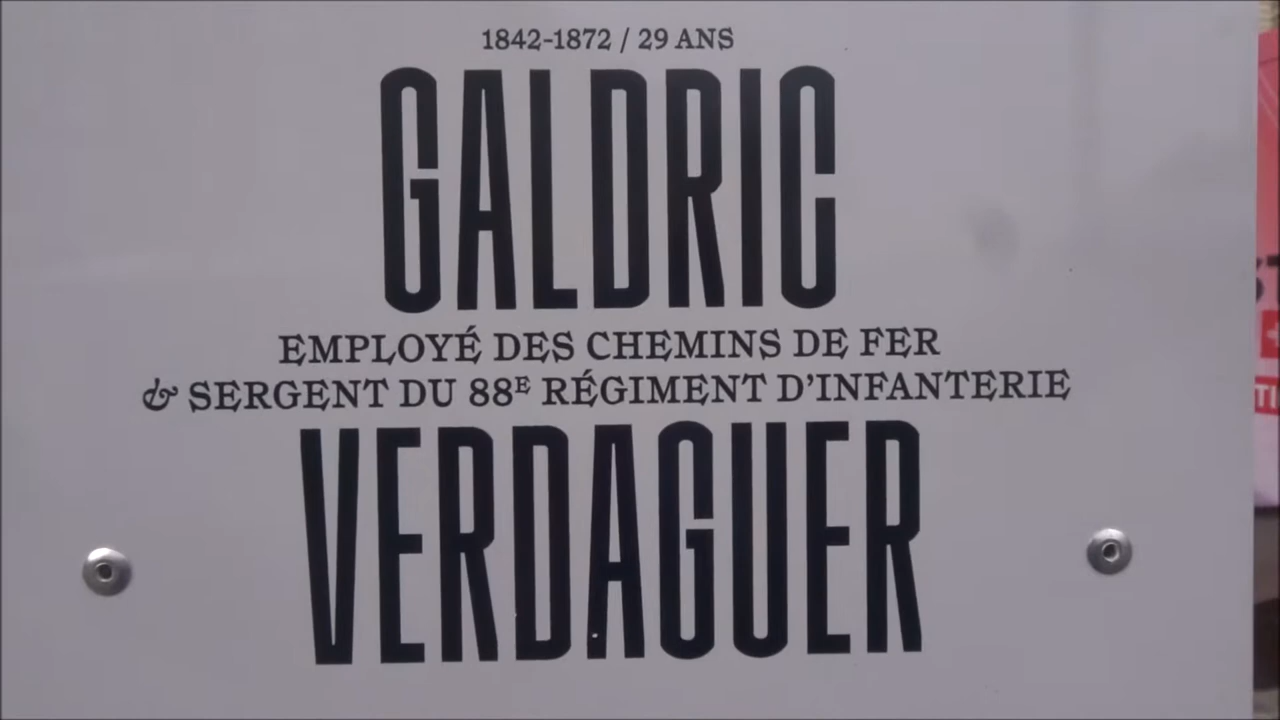 1842-1872 / 29 ANS
GALDRIC
EMPLOYÉ DES CHEMINS DE FER
& SERGENT DU 88E RÉGIMENT D'INFANTERIE
VERDAGUER